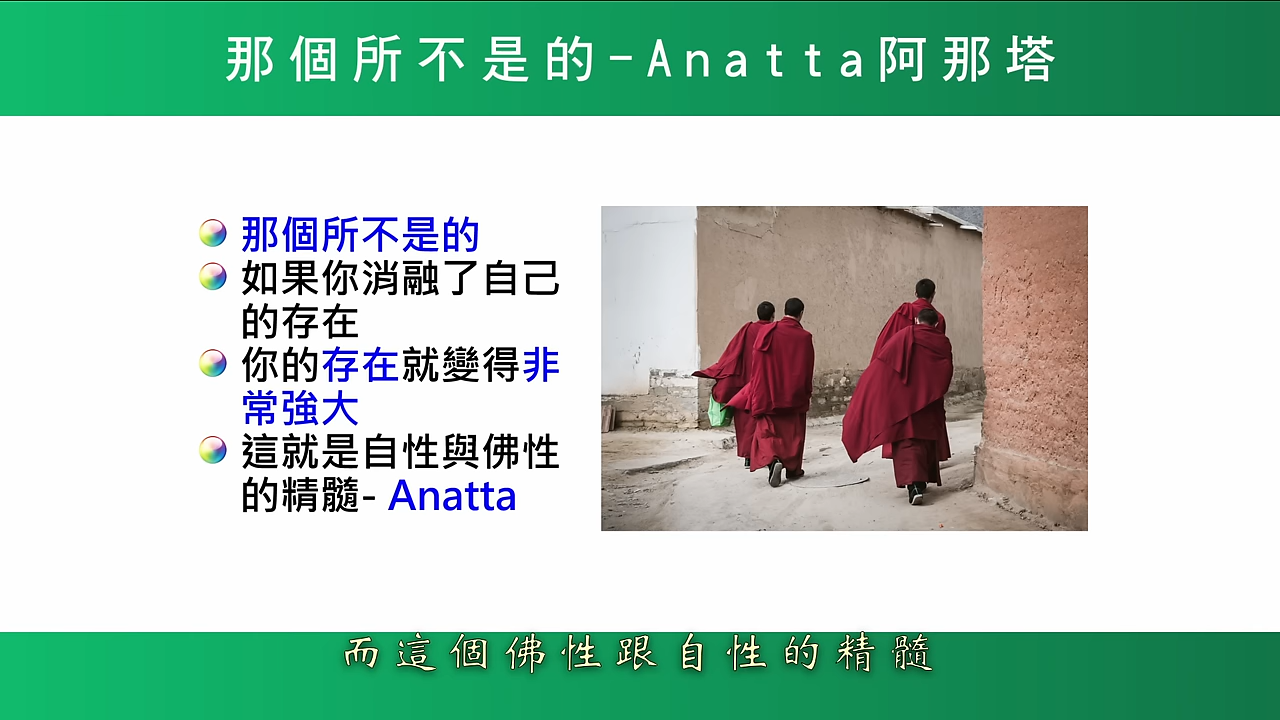 那個所不是的-Anatta阿那塔
那個所不是的
如果你消融了自己
的存在
你的存在就變得非
常強大
這就是自性與佛性
的精髓- Anatta
而這個佛性跟自性的精髓